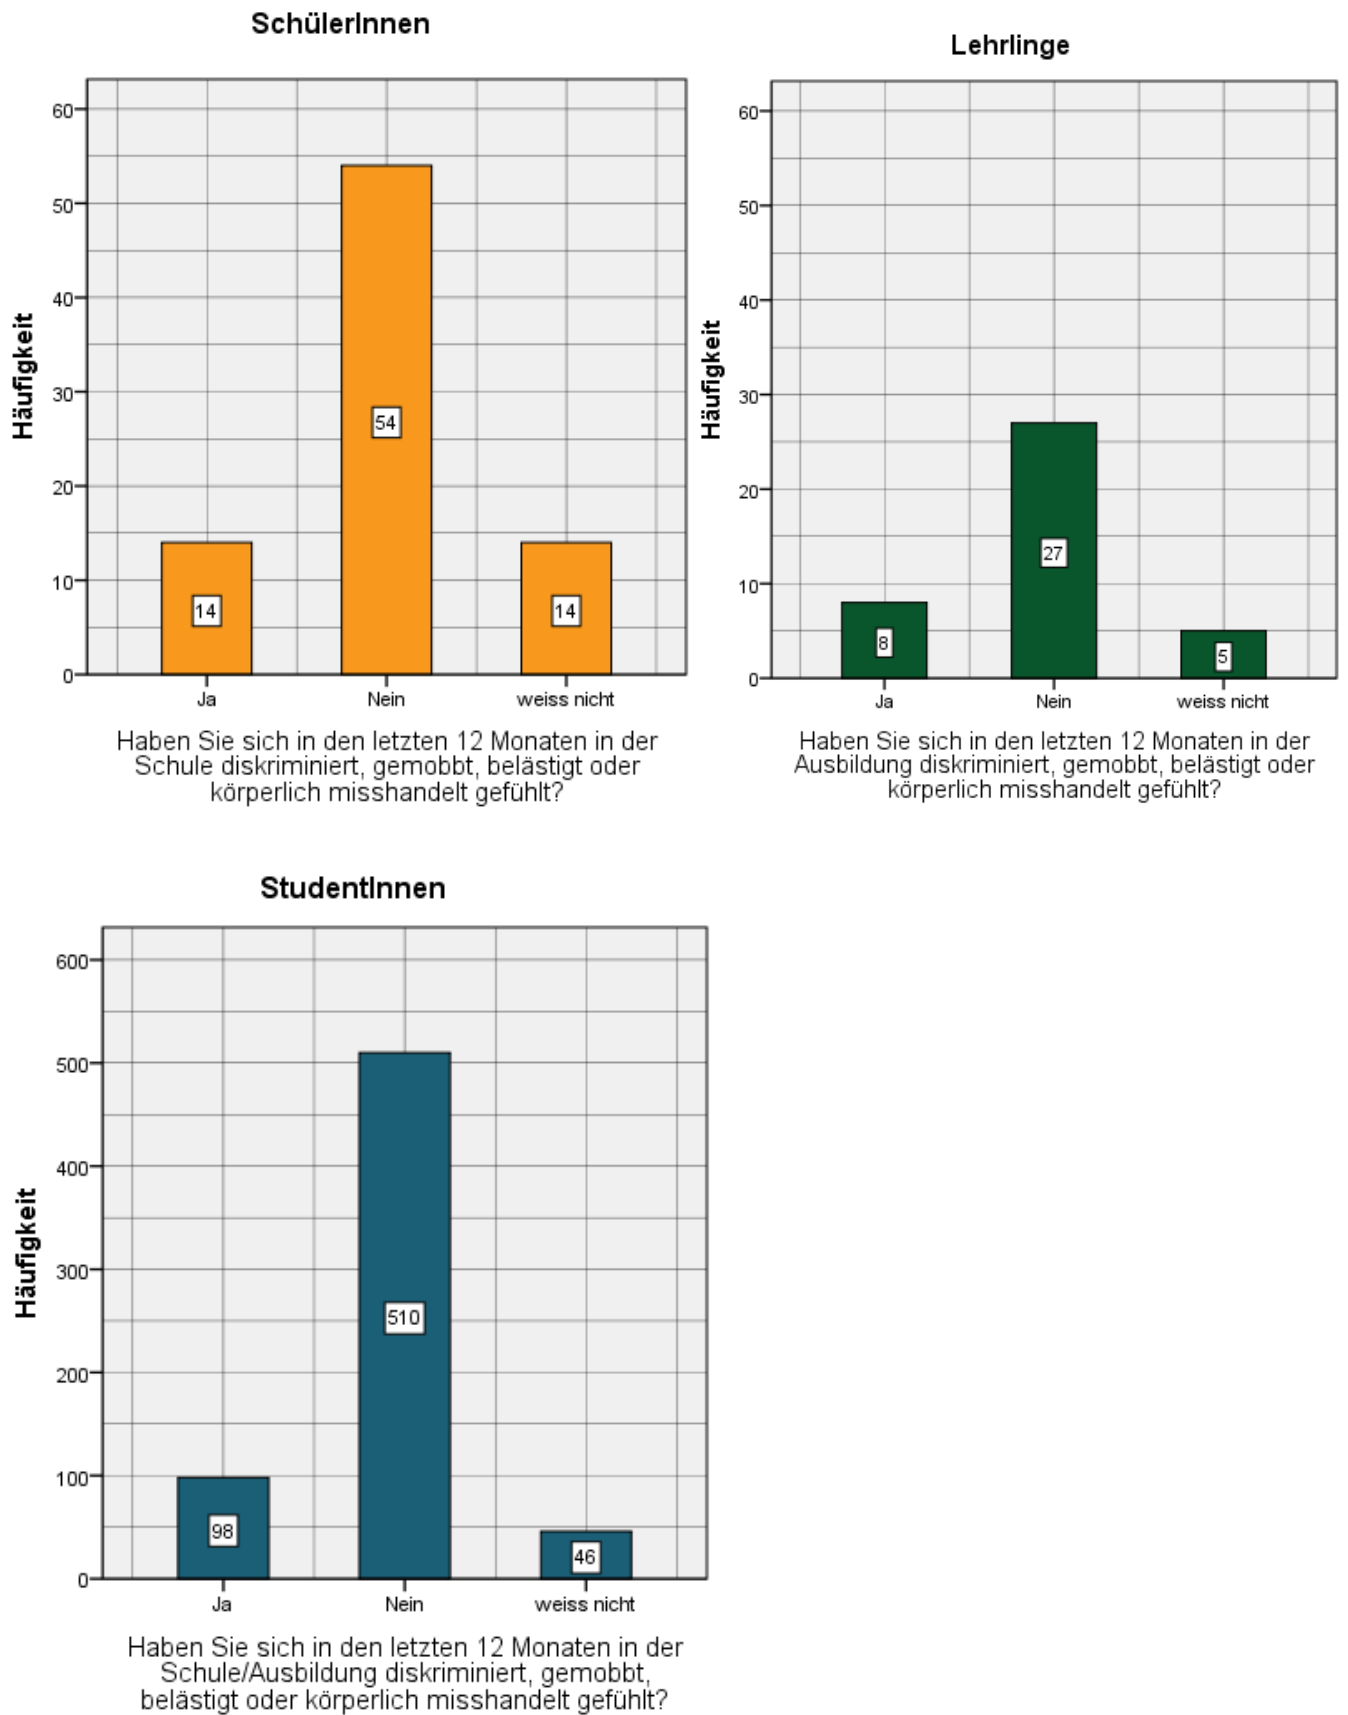 SchülerInnen
Häufigkeit
60
50
40
30
20
10
0
54
14
14
Ja
Nein
weiss nicht
Haben Sie sich in den letzten 12 Monaten in der
Schule diskriminiert, gemobbt, belästigt oder
körperlich misshandelt gefühlt?
Lehrlinge
Häufigkeit
60
50
40
30
20
10
0
27
8
5
Ja
Nein
weiss nicht
Haben Sie sich in den letzten 12 Monaten in der
Ausbildung diskriminiert, gemobbt, belästigt oder
körperlich misshandelt gefühlt?
StudentInnen
Häufigkeit
600
500
400
300
200
100
0
510
98
46
Ja
Nein
weiss nicht
Haben Sie sich in den letzten 12 Monaten in der
Schule/Ausbildung diskriminiert, gemobbt,
belästigt oder körperlich misshandelt gefühlt?